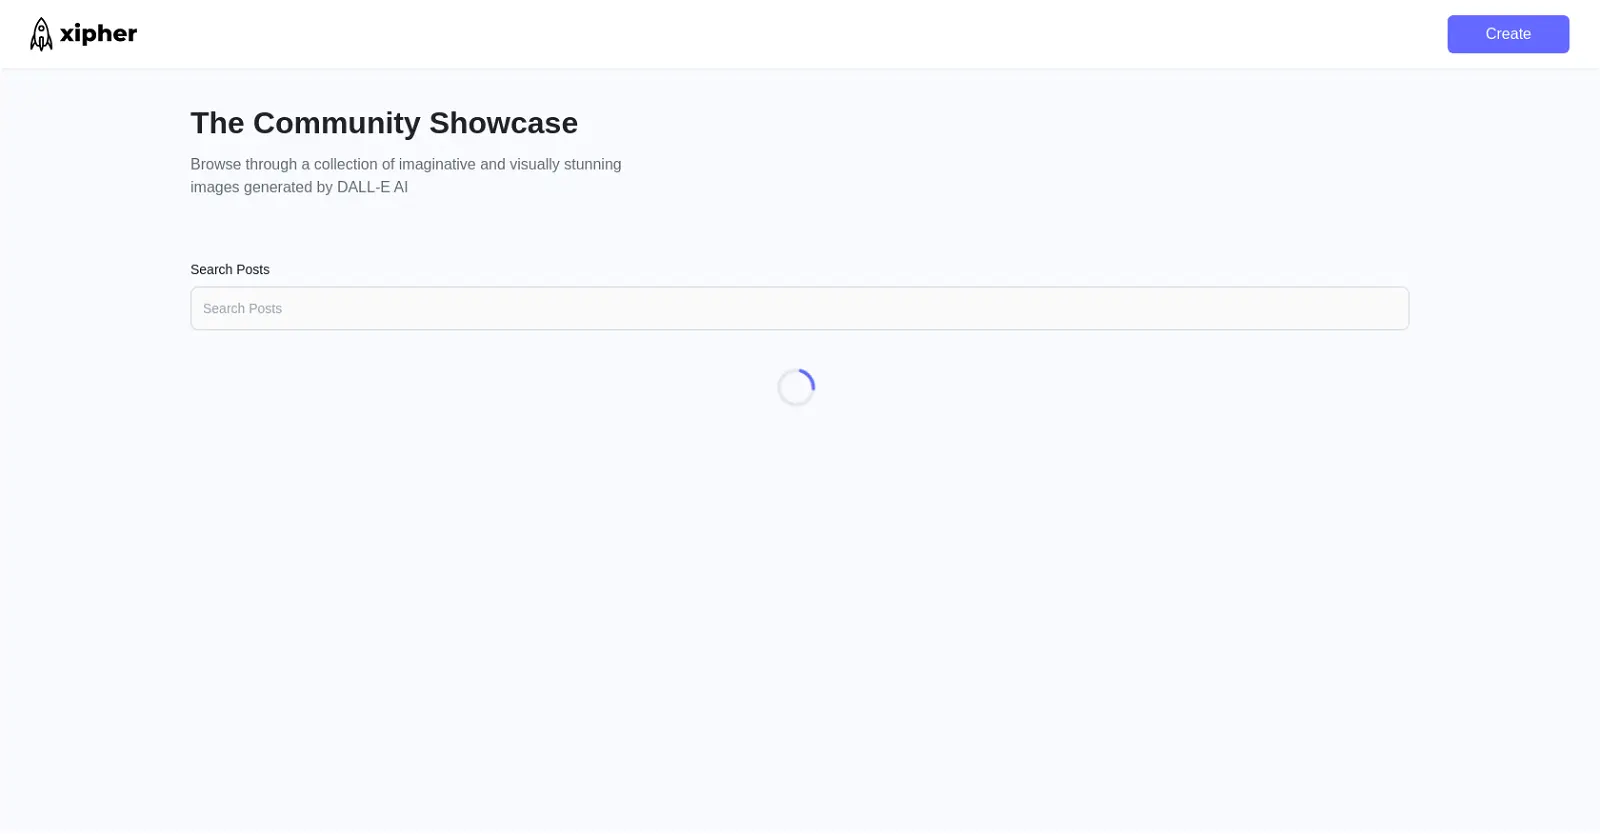 xipher
Create
The Community Showcase
Browse through a collection of imaginative and visually stunning
images generated by DALL-E AI
Search Posts
Search Posts